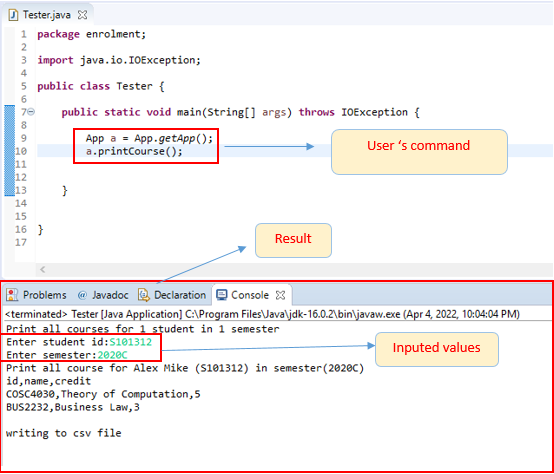 Tester.java
1 package enrolment;
2
3 import java.io.IOException;
4
5 public class Tester {
6
7 public static void main(String[] args) throws IOException {
8
9 App a = App.getApp();
10 a.printCourse();
11
12
13 }
14
15
16 }
17
User ‘s command
Result
Problems @ Javadoc Declaration Console
<terminated> Tester [Java Application] C:\Program Files\Java\jdk-16.0.2\bin\javaw.exe (Apr 4, 2022, 10:04:04 PM)
Print all courses for 1 student in 1 semester
Enter student id:S101312
Enter semester:2020C
Inputed values
Print all course for Alex Mike (S101312) in semester(2020C)
id,name,credit
COSC4030,Theory of Computation,5
BUS2232,Business Law,3
writing to csv file